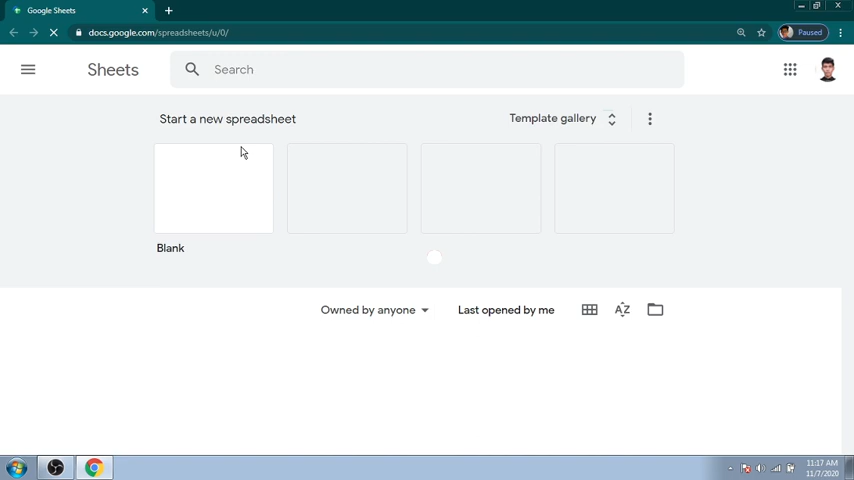 Google Sheets
docs.google.com/spreadsheets/u/0/
Paused
Sheets
Search
Start a new spreadsheet
Template gallery
Blank
Owned by anyone
Last opened by me
AZ
11:17 AM
11/7/2020